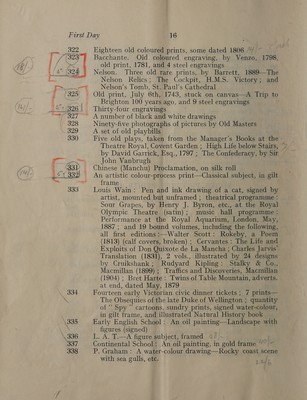 First Day 16
322 Eighteen old coloured prints, some dated 1806
323 Bacchante. Old coloured engraving, by Venzo, 1796, old print, 1781, and 4 steel engravings
324 Nelson. Three old rare prints, by Barrett, 1889—The
Nelson Relics; The Cockpit, H.M.S. Victory; and
Nelson's Tomb, St. Paul's Cathedral
325 Old print, July 6th, 1743, stuck on canvas—A Trip to
Brighton 100 years ago, and 9 steel engravings
326 Thirty-four engravings
327 A number of black and white drawings
328 Ninety-five photographs of pictures by Old Masters
329 A set of old playbills
330 Five old plays, taken from the Manager's Books at the
Theatre Royal, Covent Garden; High Life below Stairs,
by David Garrick, Esq., 1797; The Confederacy, by Sir
John Vanbrugh
331 Chinese (Manchu) Proclamation, on silk roll
332 An artistic colour-process print—Classical subject, in gilt
frame
333 Louis Wain: Pen and ink drawing of a cat, signed by
artist, mounted but unframed; theatrical programme:
Sour Grapes, by Henry J. Byron, etc., at the Royal
Olympic Theatre (satin); music hall programme:
Performance at the Royal Aquarium, London, May,
1887; and 19 bound volumes, including the following,
all first editions:—Walter Scott: Rokeby, a Poem
(1813) (calf covers, broken); Cervantes: The Life and
Exploits of Don Quixote de La Mancha; Charles Jarvis'
Translation (1831), 2 vols., illustrated by 24 designs
by Cruikshank; Rudyard Kipling: Stalky & Co.,
Macmillan (1899); Traffics and Discoveries, Macmillan
(1904); Bret Harte: Twins of Table Mountain, adverts.
at end, dated May, 1879
334 Fourteen early Victorian civic dinner tickets; 7 prints—
The Obsequies of the late Duke of Wellington; quantity
of "Spy" cartoons, sundry prints, signed water-colour,
in gilt frame, and illustrated Natural History book
335 Early English School: An oil painting—Landscape with
figures (signed)
336 L. A. T.—A figure subject, framed
337 Continental School: An oil painting, in gold frame
338 P. Graham: A water-colour drawing—Rocky coast scene
with sea gulls, etc.